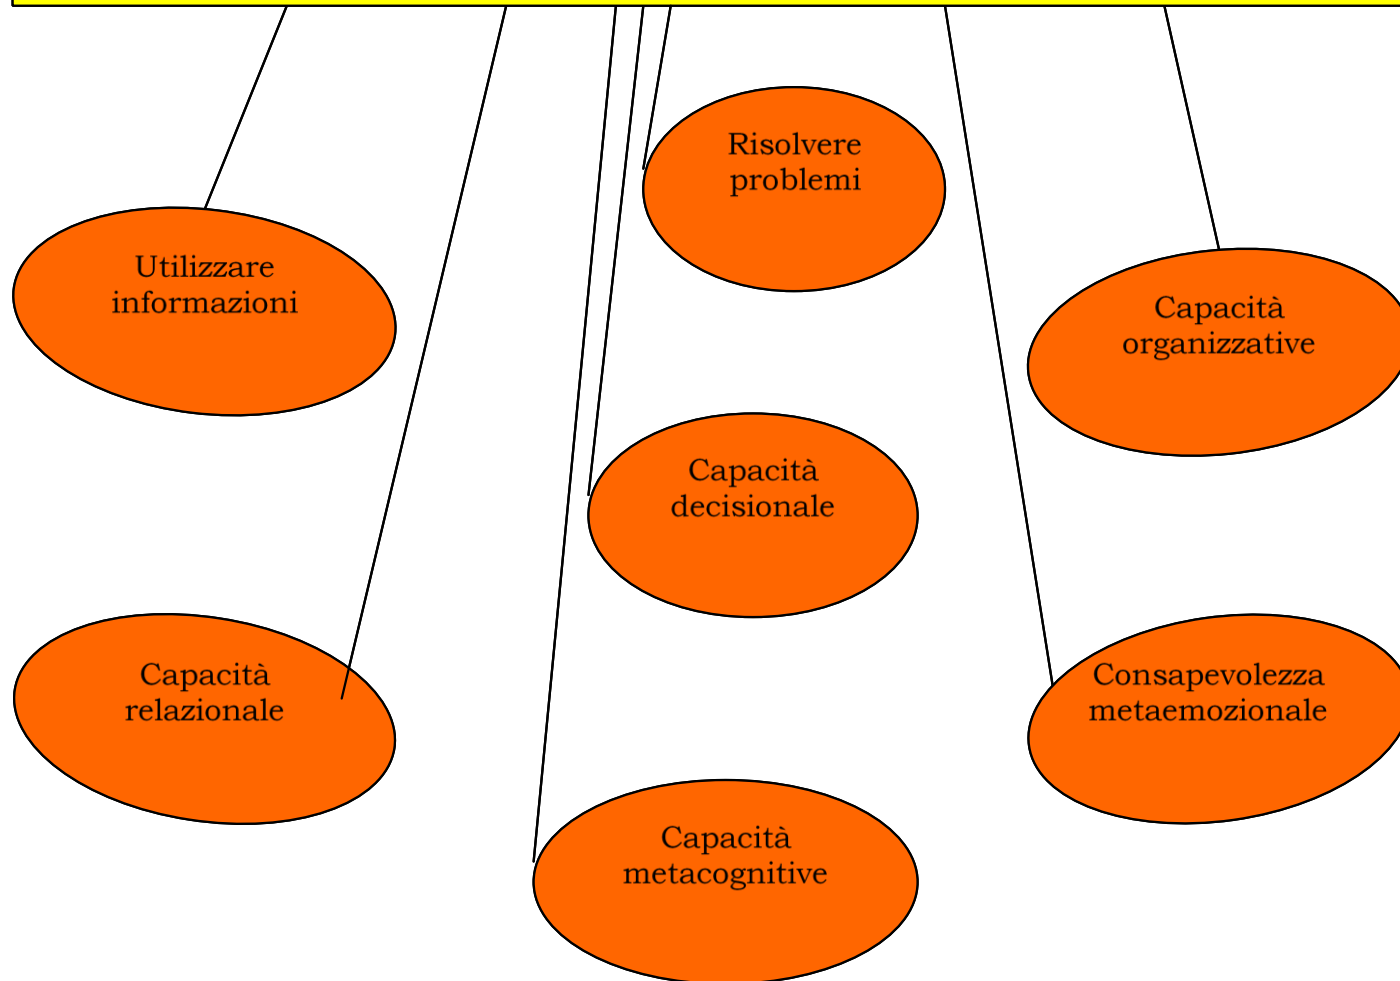 Risolvere
problemi
Utilizzare
informazioni
Capacità
organizzative
Capacità
decisionale
Capacità
relazionale
Consapevolezza
metaemozionale
Capacità
metacognitive